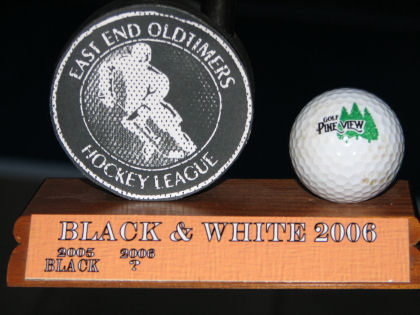 EAST END OLDTIMERS
HOCKEY LEAGUE
GOLF
PINE VIEW
BLACK & WHITE 2006
2005 2006
BLACK ?